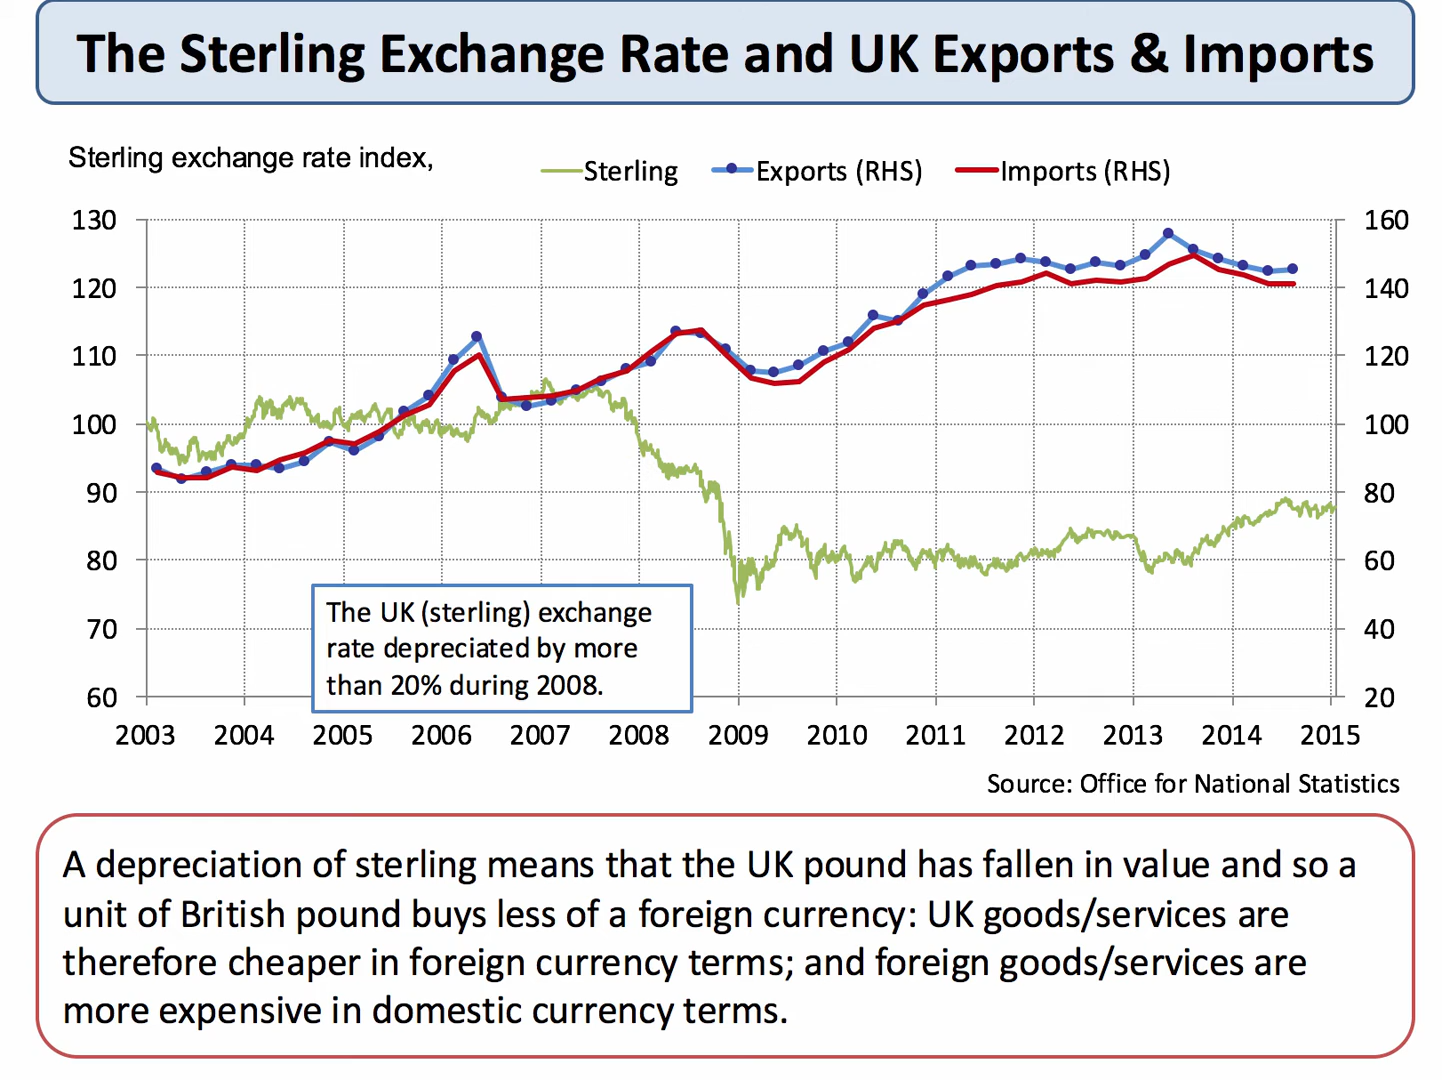 The Sterling Exchange Rate and UK Exports & Imports
Sterling exchange rate index,
Sterling Exports (RHS) Imports (RHS)
130 160
120 140
110 120
100 100
90 80
80 60
70 40
60 20
The UK (sterling) exchange
rate depreciated by more
than 20% during 2008.
2003 2004 2005 2006 2007 2008 2009 2010 2011 2012 2013 2014 2015
Source: Office for National Statistics
A depreciation of sterling means that the UK pound has fallen in value and so a
unit of British pound buys less of a foreign currency: UK goods/services are
therefore cheaper in foreign currency terms; and foreign goods/services are
more expensive in domestic currency terms.